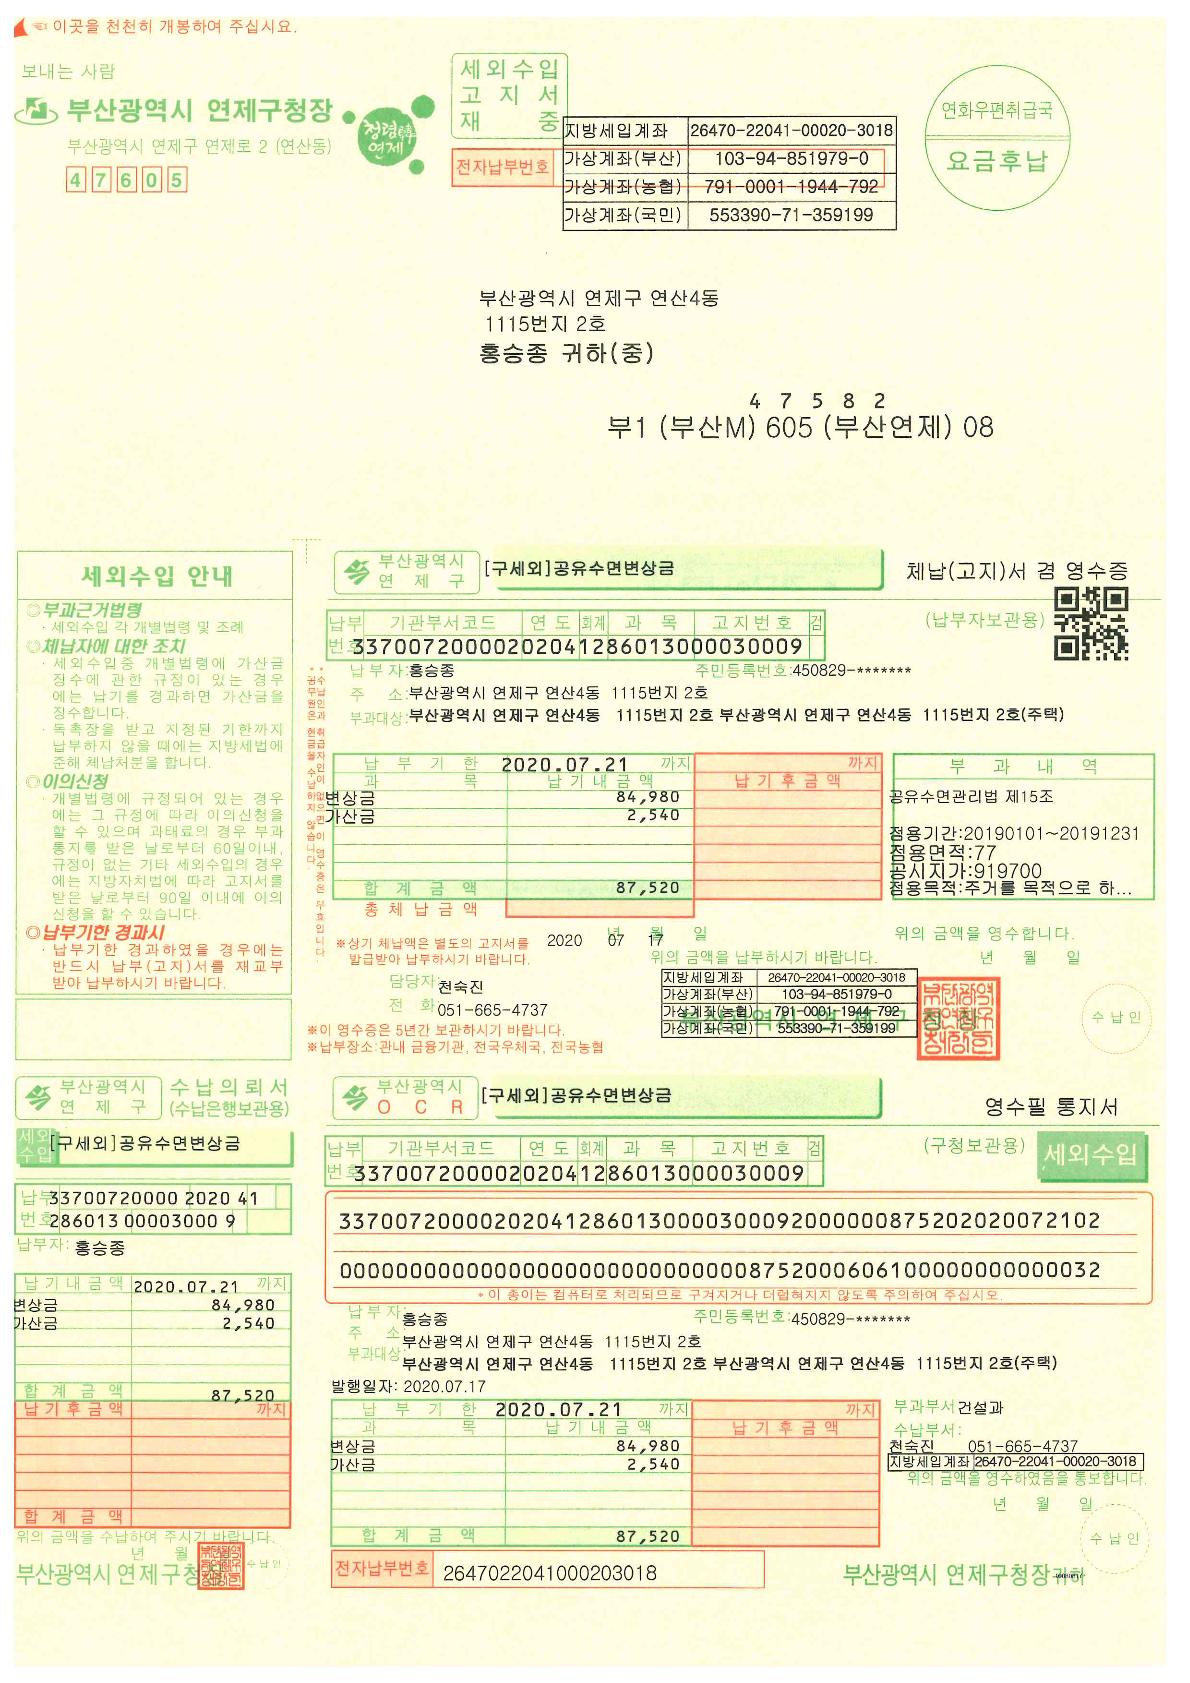 ☜ 이곳을 천천히 개봉하여 주십시요.
보내는 사람
부산광역시 연제구청장
부산광역시 연제구 연제로 2 (연산동)
4 7 6 0 5
청렴
연제
세외수입
고지서
재중
전자납부번호
지방세입계좌 26470-22041-00020-3018
가상계좌(부산) 103-94-851979-0
가상계좌(농협) 791-0001-1944-792
가상계좌(국민) 553390-71-359199
연화우편취급국
요금후납
부산광역시 연제구 연산4동
1115번지 2호
홍승종 귀하(중)
4 7 5 8 2
부1 (부산M) 605 (부산연제) 08
세외수입 안내
◎부과근거법령
· 세외수입 각 개별법령 및 조례
◎체납자에 대한 조치
· 세외수입중 개별법령에 가산금
징수에 관한 규정이 있는 경우
에는 납기를 경과하면 가산금을
징수합니다.
· 독촉장을 받고 지정된 기한까지
납부하지 않을 때에는 지방세법에
준해 체납처분을 합니다.
◎이의신청
· 개별법령에 규정되어 있는 경우
에는 그 규정에 따라 이의신청을
할 수 있으며 과태료의 경우 부과
통지를 받은 날로부터 60일이내,
규정이 없는 기타 세외수입의 경우
에는 지방자치법에 따라 고지서를
받은 날로부터 90일 이내에 이의
신청을 할 수 있습니다.
◎납부기한 경과시
· 납부기한 경과하였을 경우에는
반드시 납부(고지)서를 재교부
받아 납부하시기 바랍니다.
부산광역시
연제구
[구세외]공유수면변상금
체납(고지)서 겸 영수증
(납부자보관용)
납부번호 기관부서코드 연도 회계 과목 고지번호 검
3370072000020204128601300003​0009
납부자:홍승종 주민등록번호:450829-*******
주 소:부산광역시 연제구 연산4동 1115번지 2호
부과대상:부산광역시 연제구 연산4동 1115번지 2호 부산광역시 연제구 연산4동 1115번지 2호(주택)
납부기한 2020.07.21 까지 까지
과목 납기내금액 납기후금액
변상금 84,980
가산금 2,540
합계금액 87,520
총체납금액
부과내역
공유수면관리법 제15조
점용기간:20190101~20191231
점용면적:77
공시지가:919700
점용목적:주거를 목적으로 하...
※상기 체납액은 별도의 고지서를
발급받아 납부하시기 바랍니다.
2020 년 07 월 17 일
위의 금액을 납부하시기 바랍니다.
위의 금액을 영수합니다.
년 월 일
담당자 천숙진
전 화 051-665-4737
지방세입계좌 26470-22041-00020-3018
가상계좌(부산) 103-94-851979-0
가상계좌(농협) 791-0001-1944-792
가상계좌(국민) 553390-71-359199
부산광역시 연제구청장
수납인
※이 영수증은 5년간 보관하시기 바랍니다.
※납부장소:관내 금융기관, 전국우체국, 전국농협
부산광역시
연제구
수납의뢰서
(수납은행보관용)
세외수입
[구세외]공유수면변상금
납부번호
33700720000 2020 41
286013 00003000 9
납부자: 홍승종
납기내금액 2020.07.21 까지
변상금 84,980
가산금 2,540
합계금액 87,520
납기후금액 까지
합계금액
위의 금액을 수납하여 주시기 바랍니다.
년 월
부산광역시 연제구청장
수납인
부산광역시
OCR
[구세외]공유수면변상금
영수필 통지서
(구청보관용)
세외수입
납부번호 기관부서코드 연도 회계 과목 고지번호 검
33700720000202041286013000030009
337007200002020412860130000300092000000875202020072102
000000000000000000000000000008752000606100000000000032
* 이 종이는 컴퓨터로 처리되므로 구겨지거나 더럽혀지지 않도록 주의하여 주십시오.
납부자:홍승종 주민등록번호:450829-*******
주 소 부산광역시 연제구 연산4동 1115번지 2호
부과대상: 부산광역시 연제구 연산4동 1115번지 2호 부산광역시 연제구 연산4동 1115번지 2호(주택)
발행일자: 2020.07.17
납부기한 2020.07.21 까지 까지
과목 납기내금액 납기후금액
변상금 84,980
가산금 2,540
합계금액 87,520
부과부서 건설과
수납부서:
천숙진 051-665-4737
지방세입계좌 26470-22041-00020-3018
위의 금액을 영수하였음을 통보합니다.
년 월 일
수납인
전자납부번호 2647022041000203018
부산광역시 연제구청장귀하